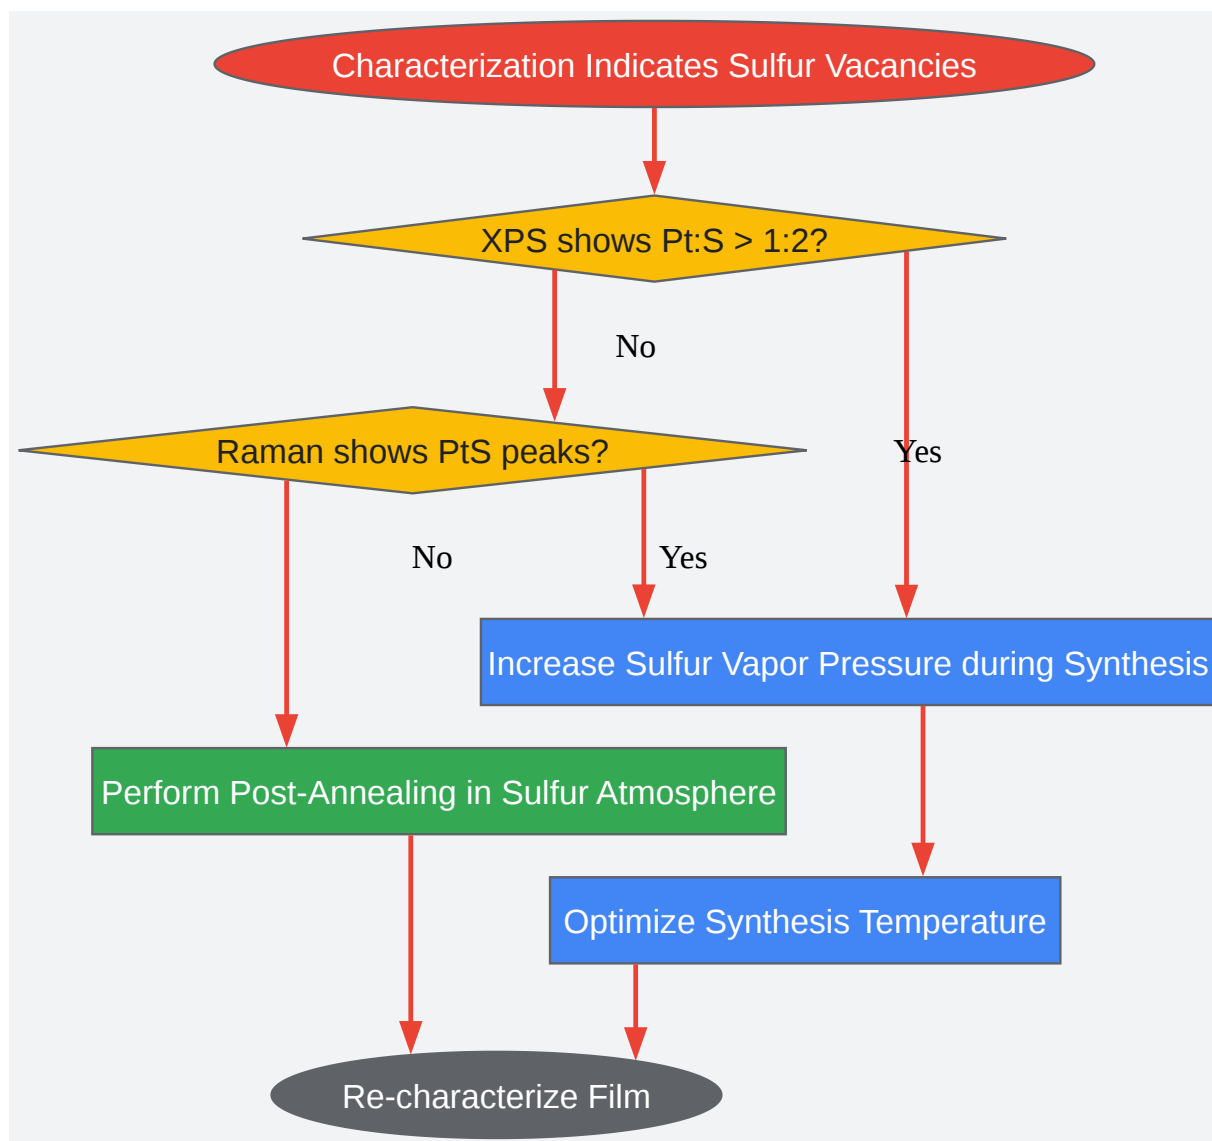 Characterization Indicates Sulfur Vacancies
XPS shows Pt:S > 1:2?
No
Raman shows PtS peaks?
Yes
No
Yes
Increase Sulfur Vapor Pressure during Synthesis
Perform Post-Annealing in Sulfur Atmosphere
Optimize Synthesis Temperature
Re-characterize Film